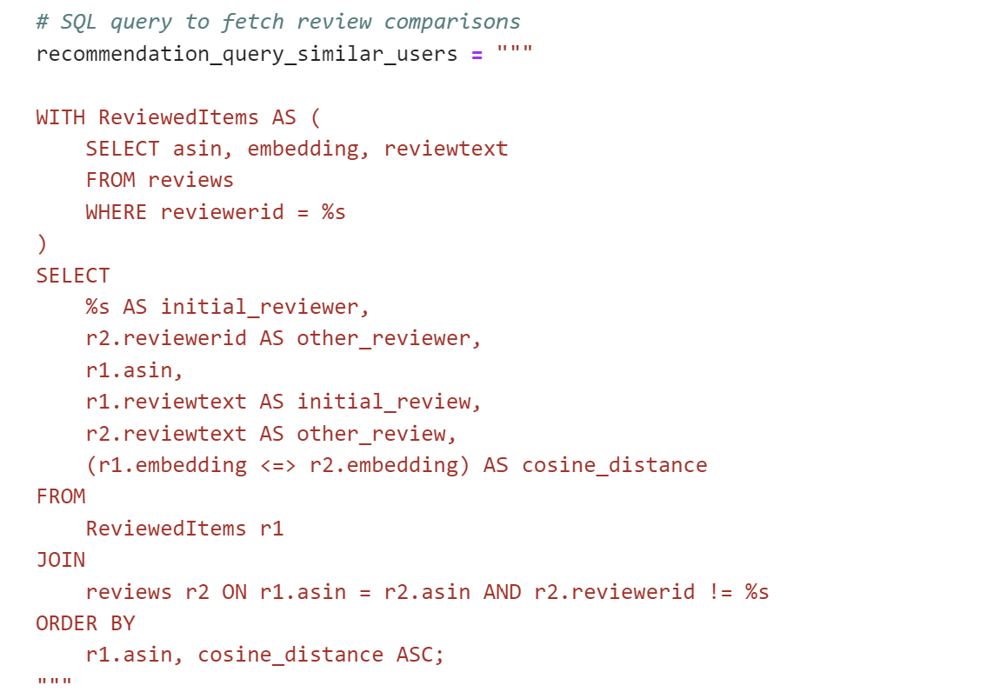 # SQL query to fetch review comparisons
recommendation_query_similar_users = """
WITH ReviewedItems AS (
    SELECT asin, embedding, reviewtext
    FROM reviews
    WHERE reviewerid = %s
)
SELECT
    %s AS initial_reviewer,
    r2.reviewerid AS other_reviewer,
    r1.asin,
    r1.reviewtext AS initial_review,
    r2.reviewtext AS other_review,
    (r1.embedding <=> r2.embedding) AS cosine_distance
FROM
    ReviewedItems r1
JOIN
    reviews r2 ON r1.asin = r2.asin AND r2.reviewerid != %s
ORDER BY
    r1.asin, cosine_distance ASC;
"""